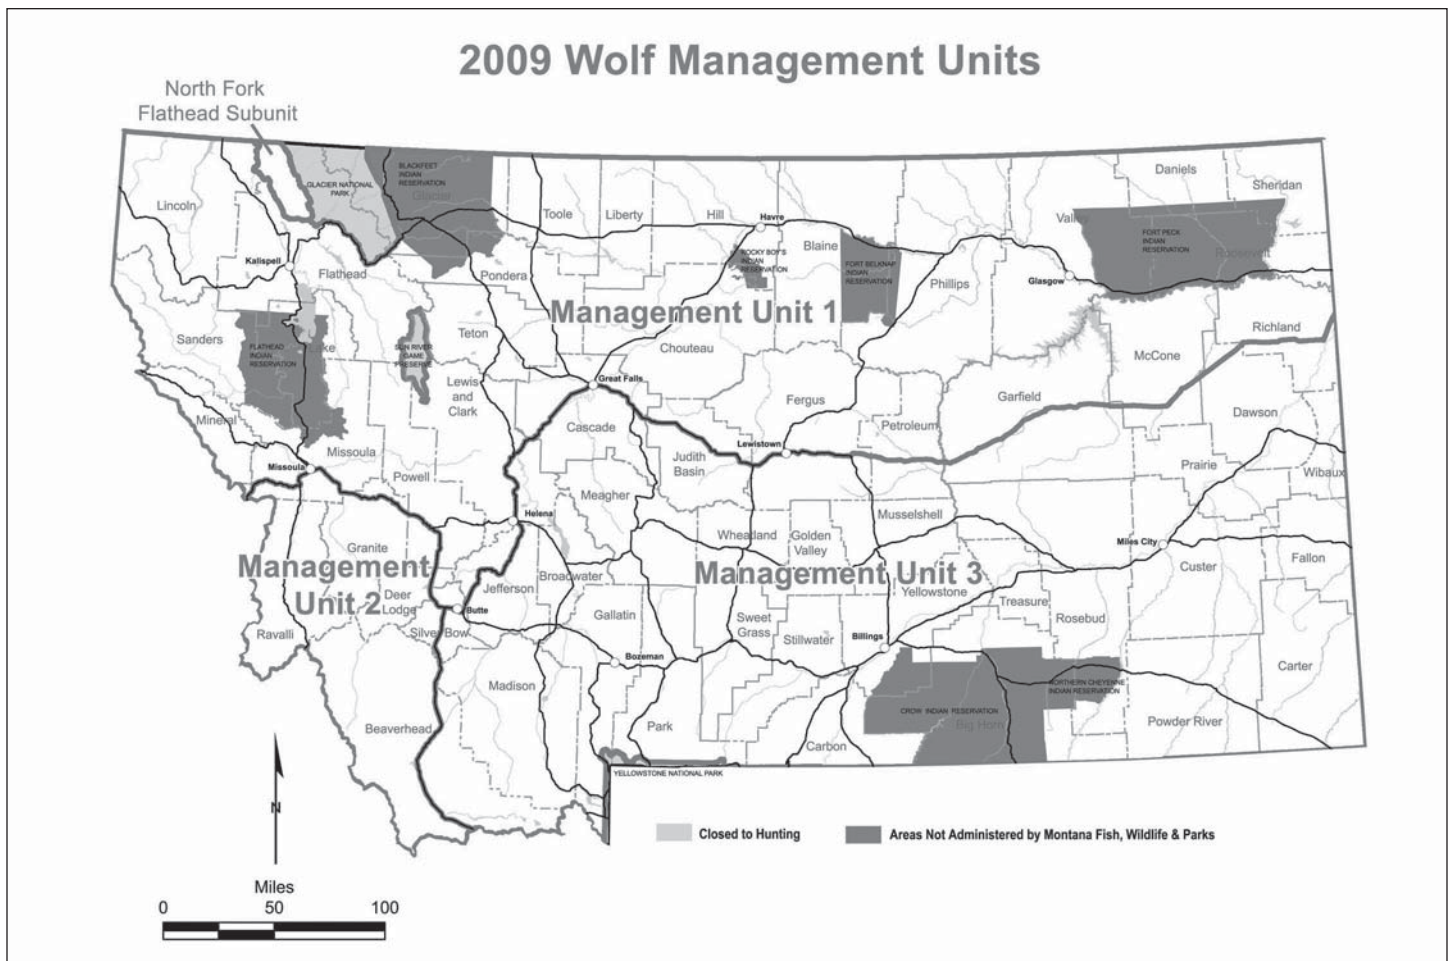 2009 Wolf Management Units
North Fork
Flathead Subunit
BLACKFEET
INDIAN
RESERVATION
Glacier
GLACIER NATIONAL
PARK
Daniels
Sheridan
Lincoln
Toole
Liberty
Hill
Havre
Valley
FORT PECK
INDIAN
RESERVATION
Roosevelt
Kalispell
Flathead
Pondera
ROCKY BOY'S
INDIAN
RESERVATION
Blaine
FORT BELKNAP
INDIAN
RESERVATION
Phillips
Glasgow
Management Unit 1
Richland
Sanders
FLATHEAD
INDIAN
RESERVATION
Lake
SUN RIVER
GAME
PRESERVE
Teton
Chouteau
McCone
Lewis
and
Clark
Great Falls
Fergus
Garfield
Dawson
Mineral
Cascade
Petroleum
Missoula
Missoula
Powell
Lewistown
Judith
Basin
Prairie
Wibaux
Meagher
Helena
Musselshell
Wheatland
Golden
Valley
Miles City
Granite
Management
Unit 2
Deer
Lodge
Butte
Jefferson
Broadwater
Management Unit 3
Yellowstone
Custer
Fallon
Treasure
Rosebud
Ravalli
Silver Bow
Gallatin
Sweet
Grass
Stillwater
Billings
Bozeman
Carter
Madison
NORTHERN CHEYENNE
INDIAN RESERVATION
CROW INDIAN RESERVATION
Big Horn
Powder River
Beaverhead
Park
Carbon
YELLOWSTONE NATIONAL PARK
N
Closed to Hunting
Areas Not Administered by Montana Fish, Wildlife & Parks
Miles
0 50 100